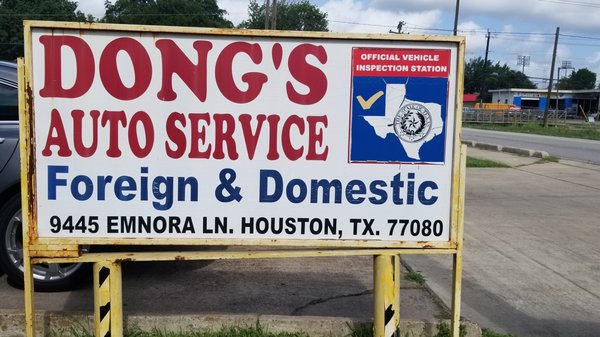 DONG'S
AUTO SERVICE
Foreign & Domestic
9445 EMNORA LN. HOUSTON, TX. 77080
OFFICIAL VEHICLE
INSPECTION STATION